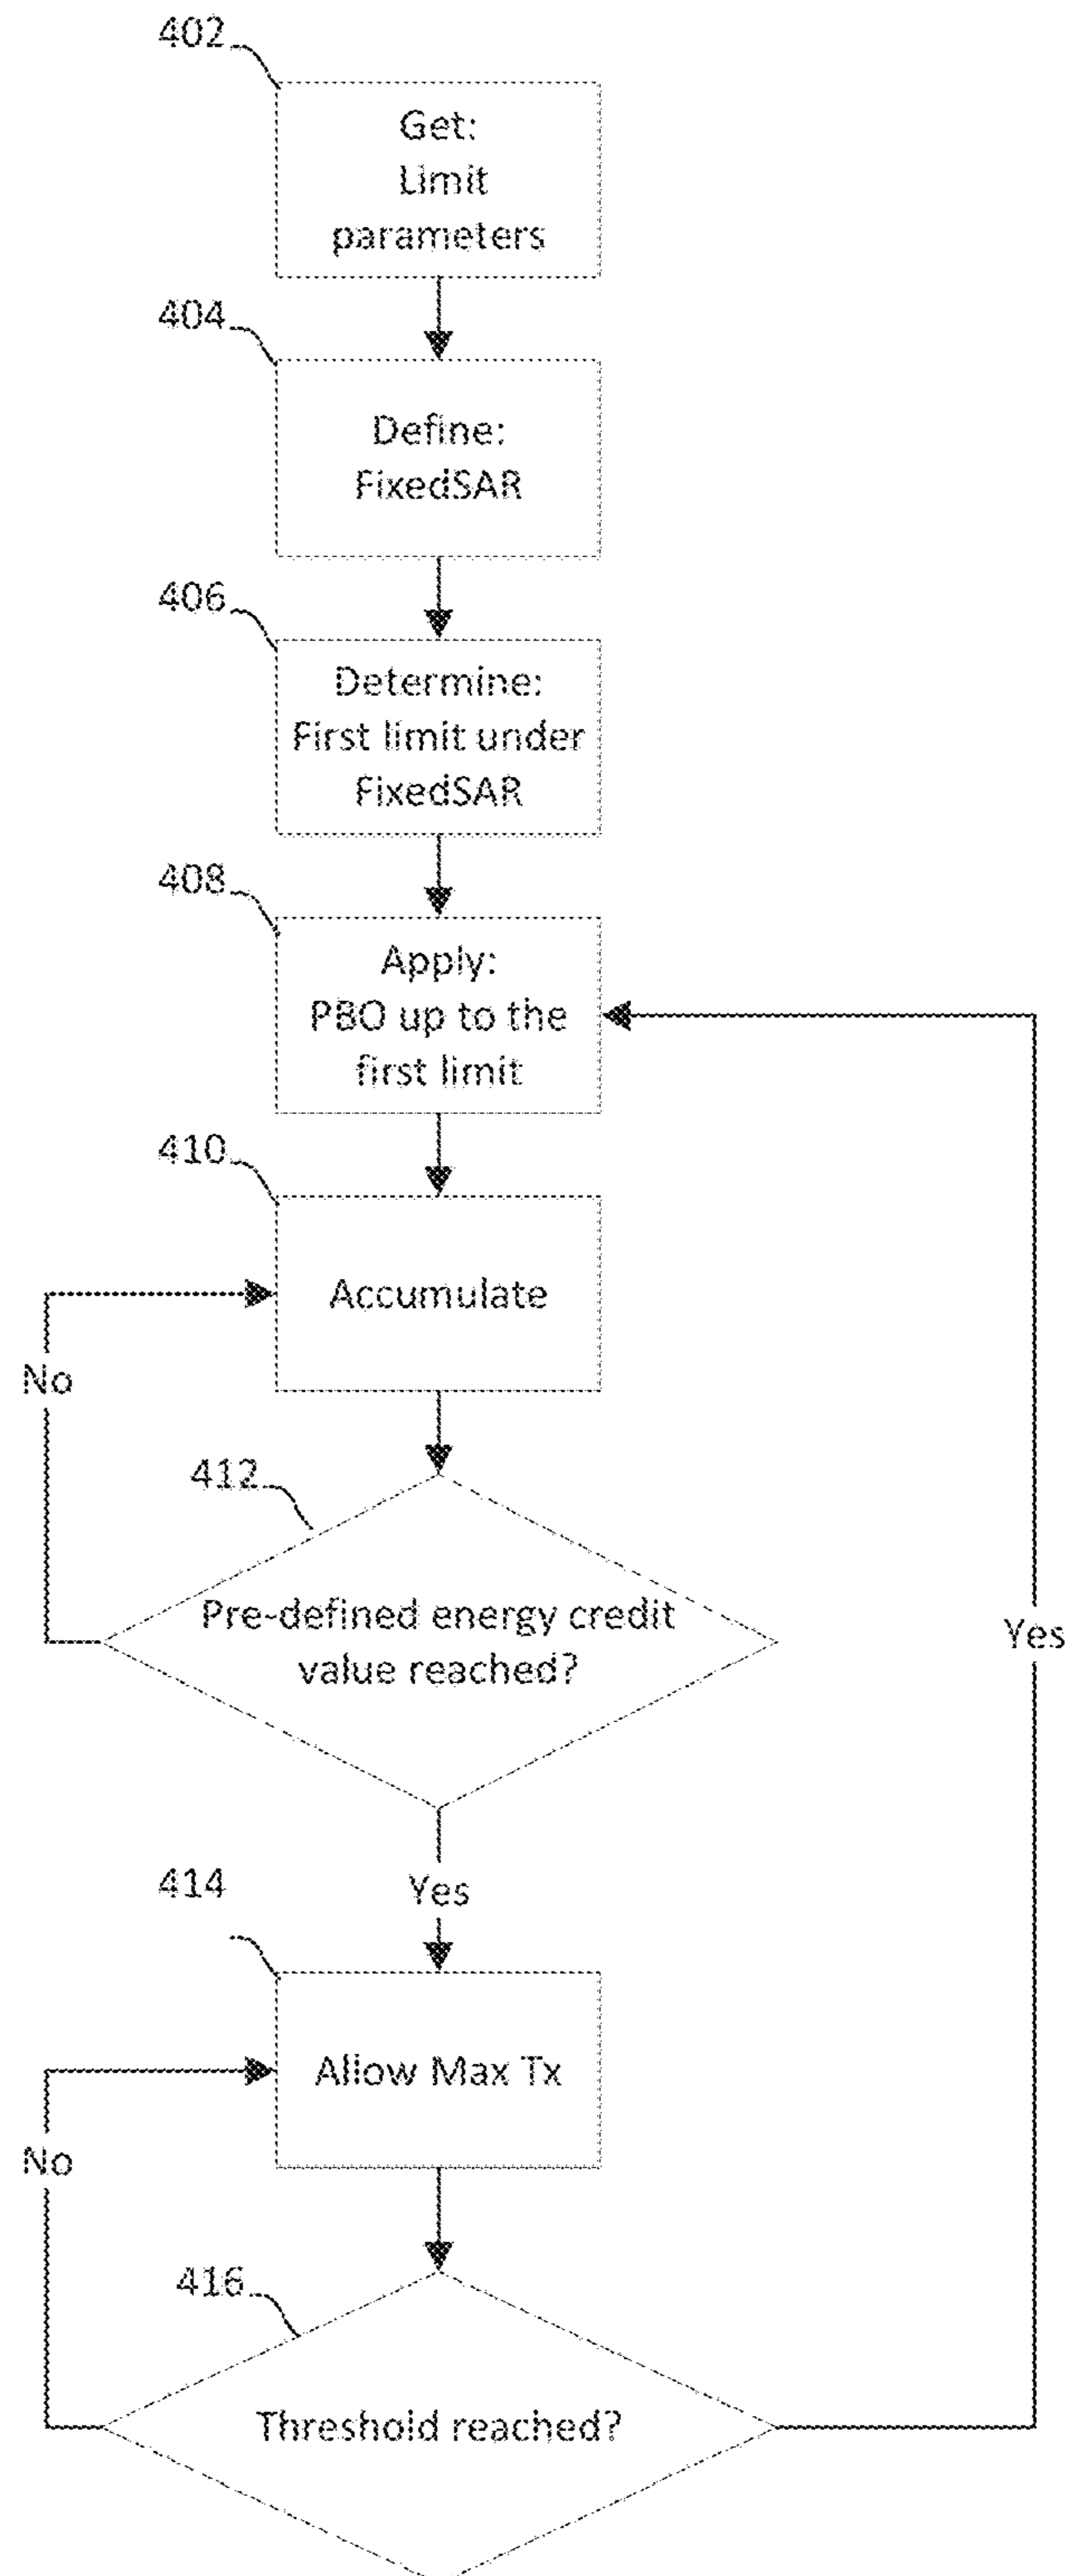 402
Get:
Limit
parameters
404
Define:
FixedSAR
406
Determine:
First limit under
FixedSAR
408
Apply:
PBO up to the
first limit
410
Accumulate
No
412
Pre-defined energy credit
value reached?
Yes
Yes
414
Allow Max Tx
No
416
Threshold reached?